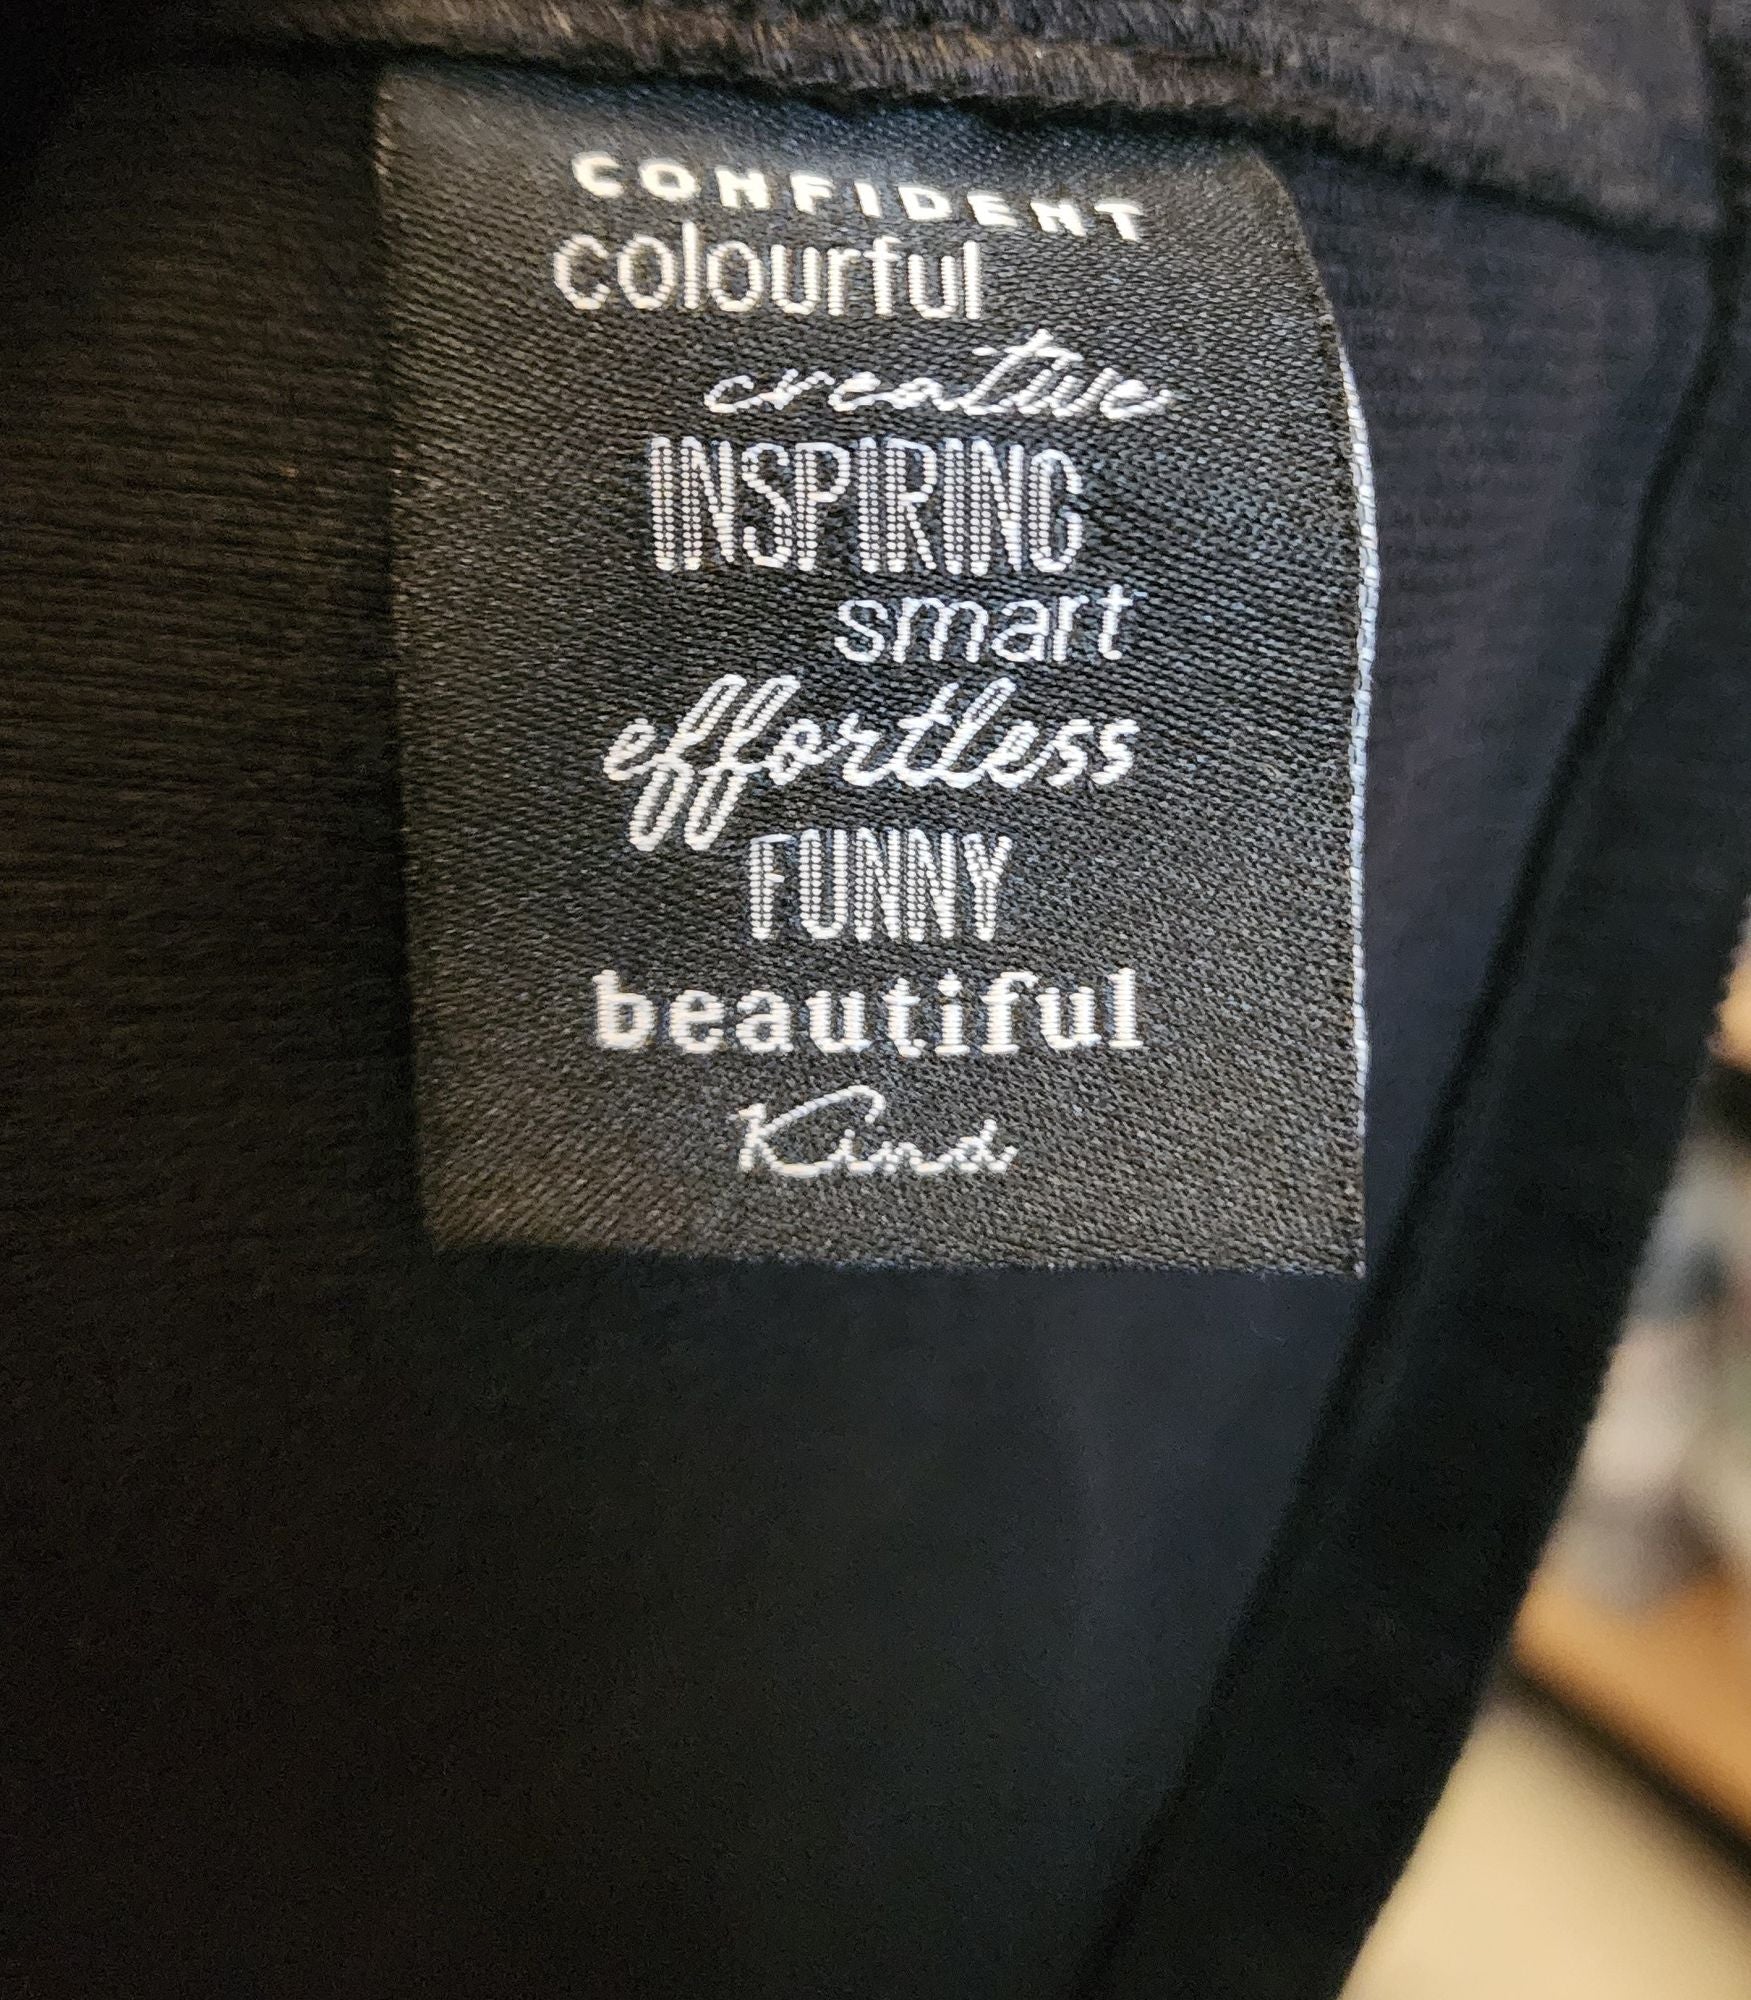 CONFIDENT
colourful
creative
INSPIRING
smart
effortless
FUNNY
beautiful
Kind